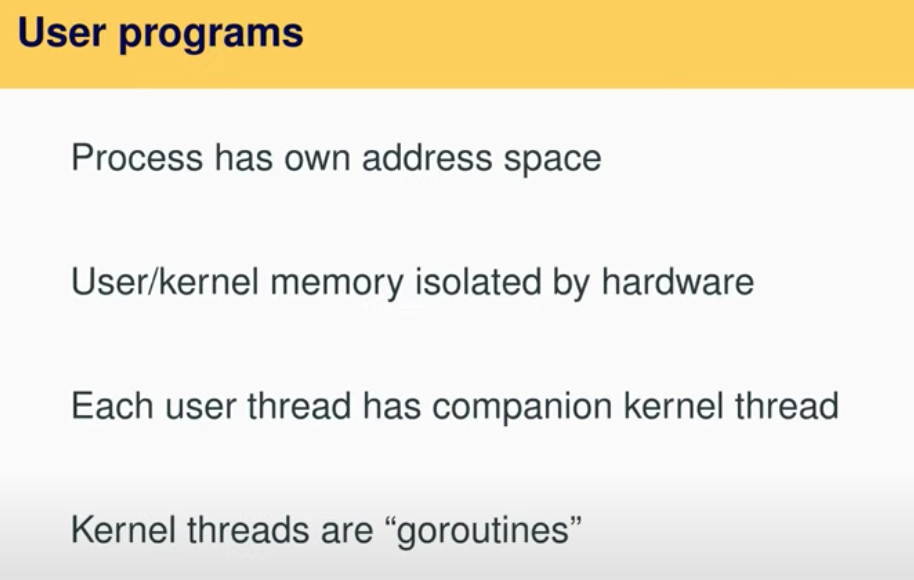 User programs
Process has own address space
User/kernel memory isolated by hardware
Each user thread has companion kernel thread
Kernel threads are “goroutines”